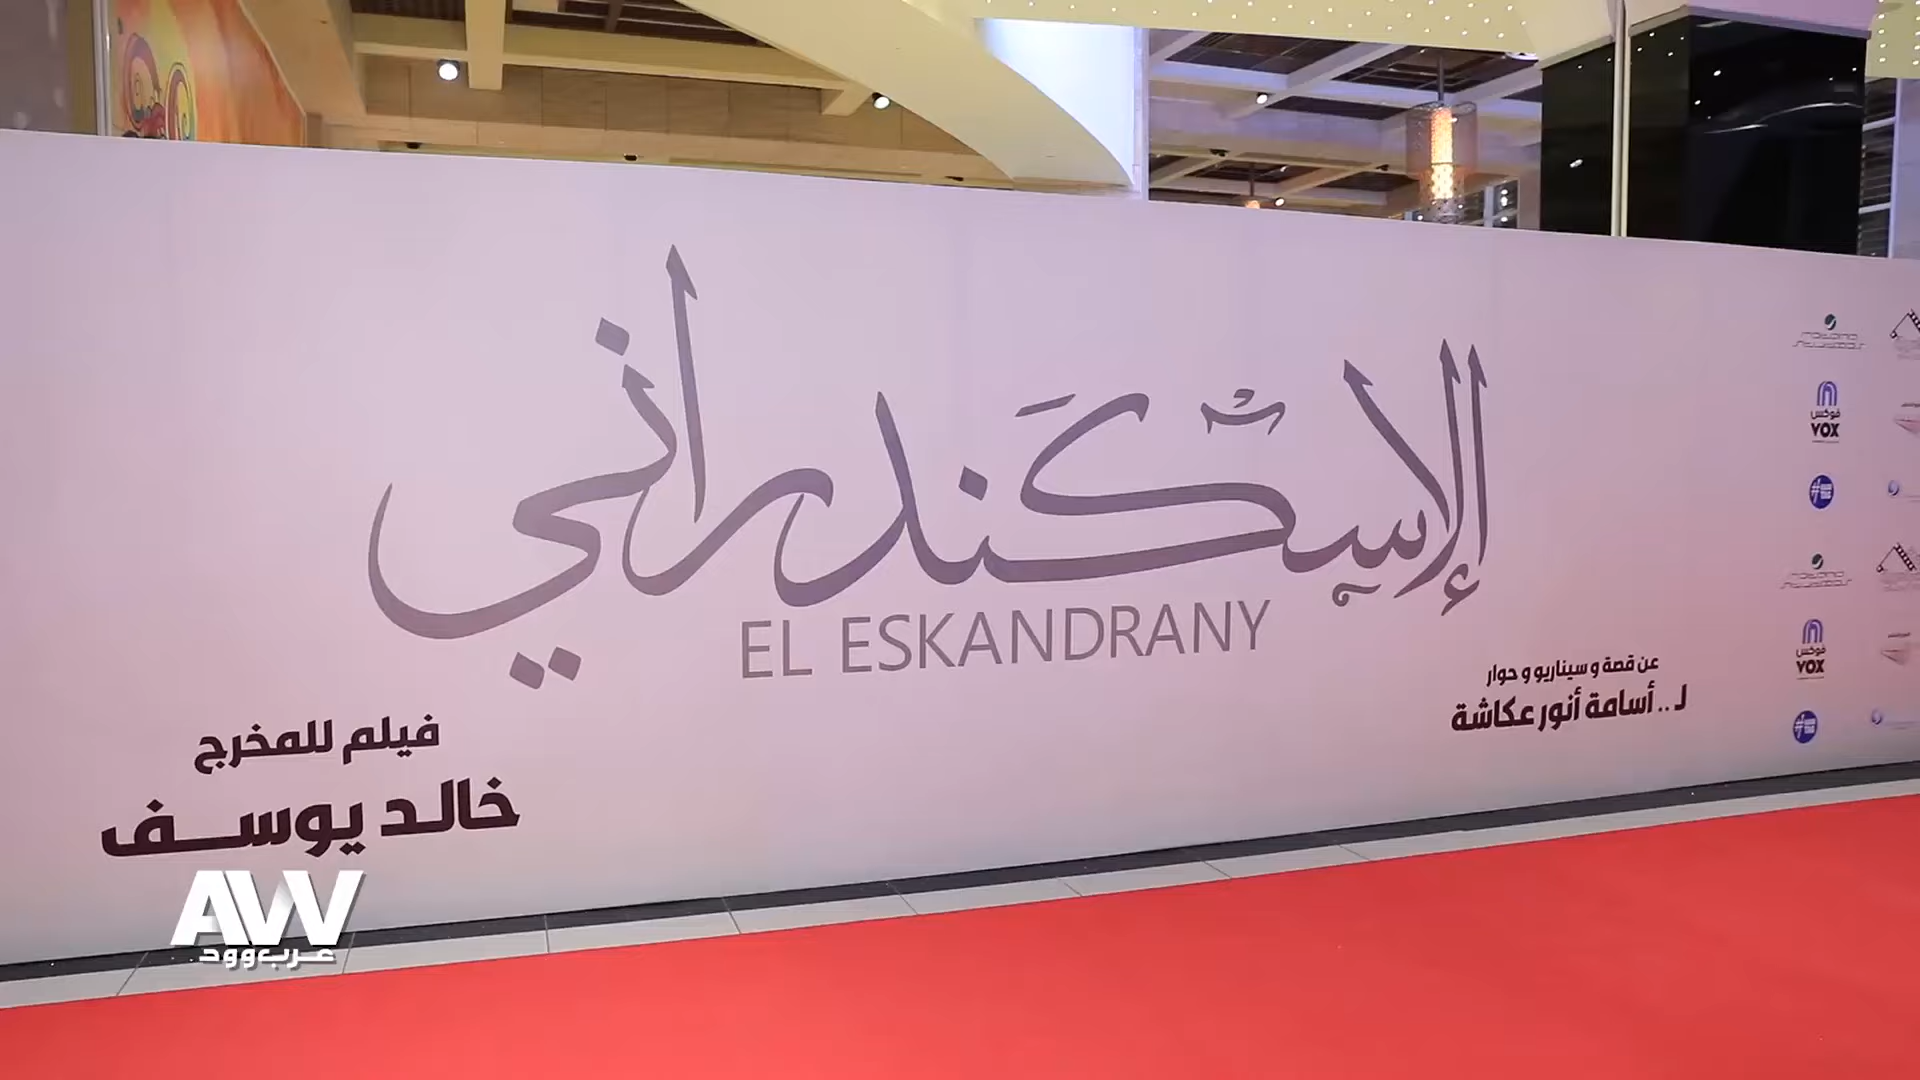 الإسكندراني
EL ESKANDRANY
عن قصة و سيناريو و حوار
لـ .. أسامة أنور عكاشة
فيلم للمخرج
خالد يوسف
فوكس
VOX
فوكس
VOX
AW
عرب وود